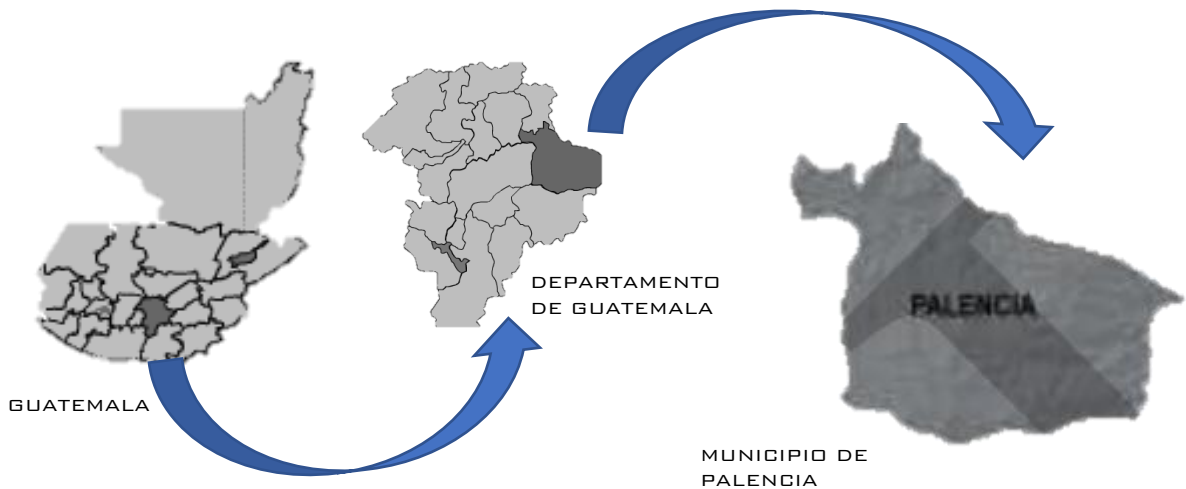 GUATEMALA
DEPARTAMENTO
DE GUATEMALA
PALENCIA
MUNICIPIO DE
PALENCIA